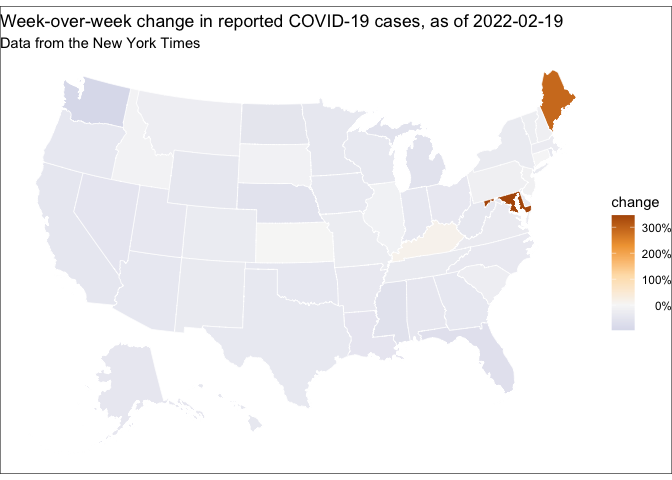 Week-over-week change in reported COVID-19 cases, as of 2022-02-19
Data from the New York Times
change
300%
200%
100%
0%